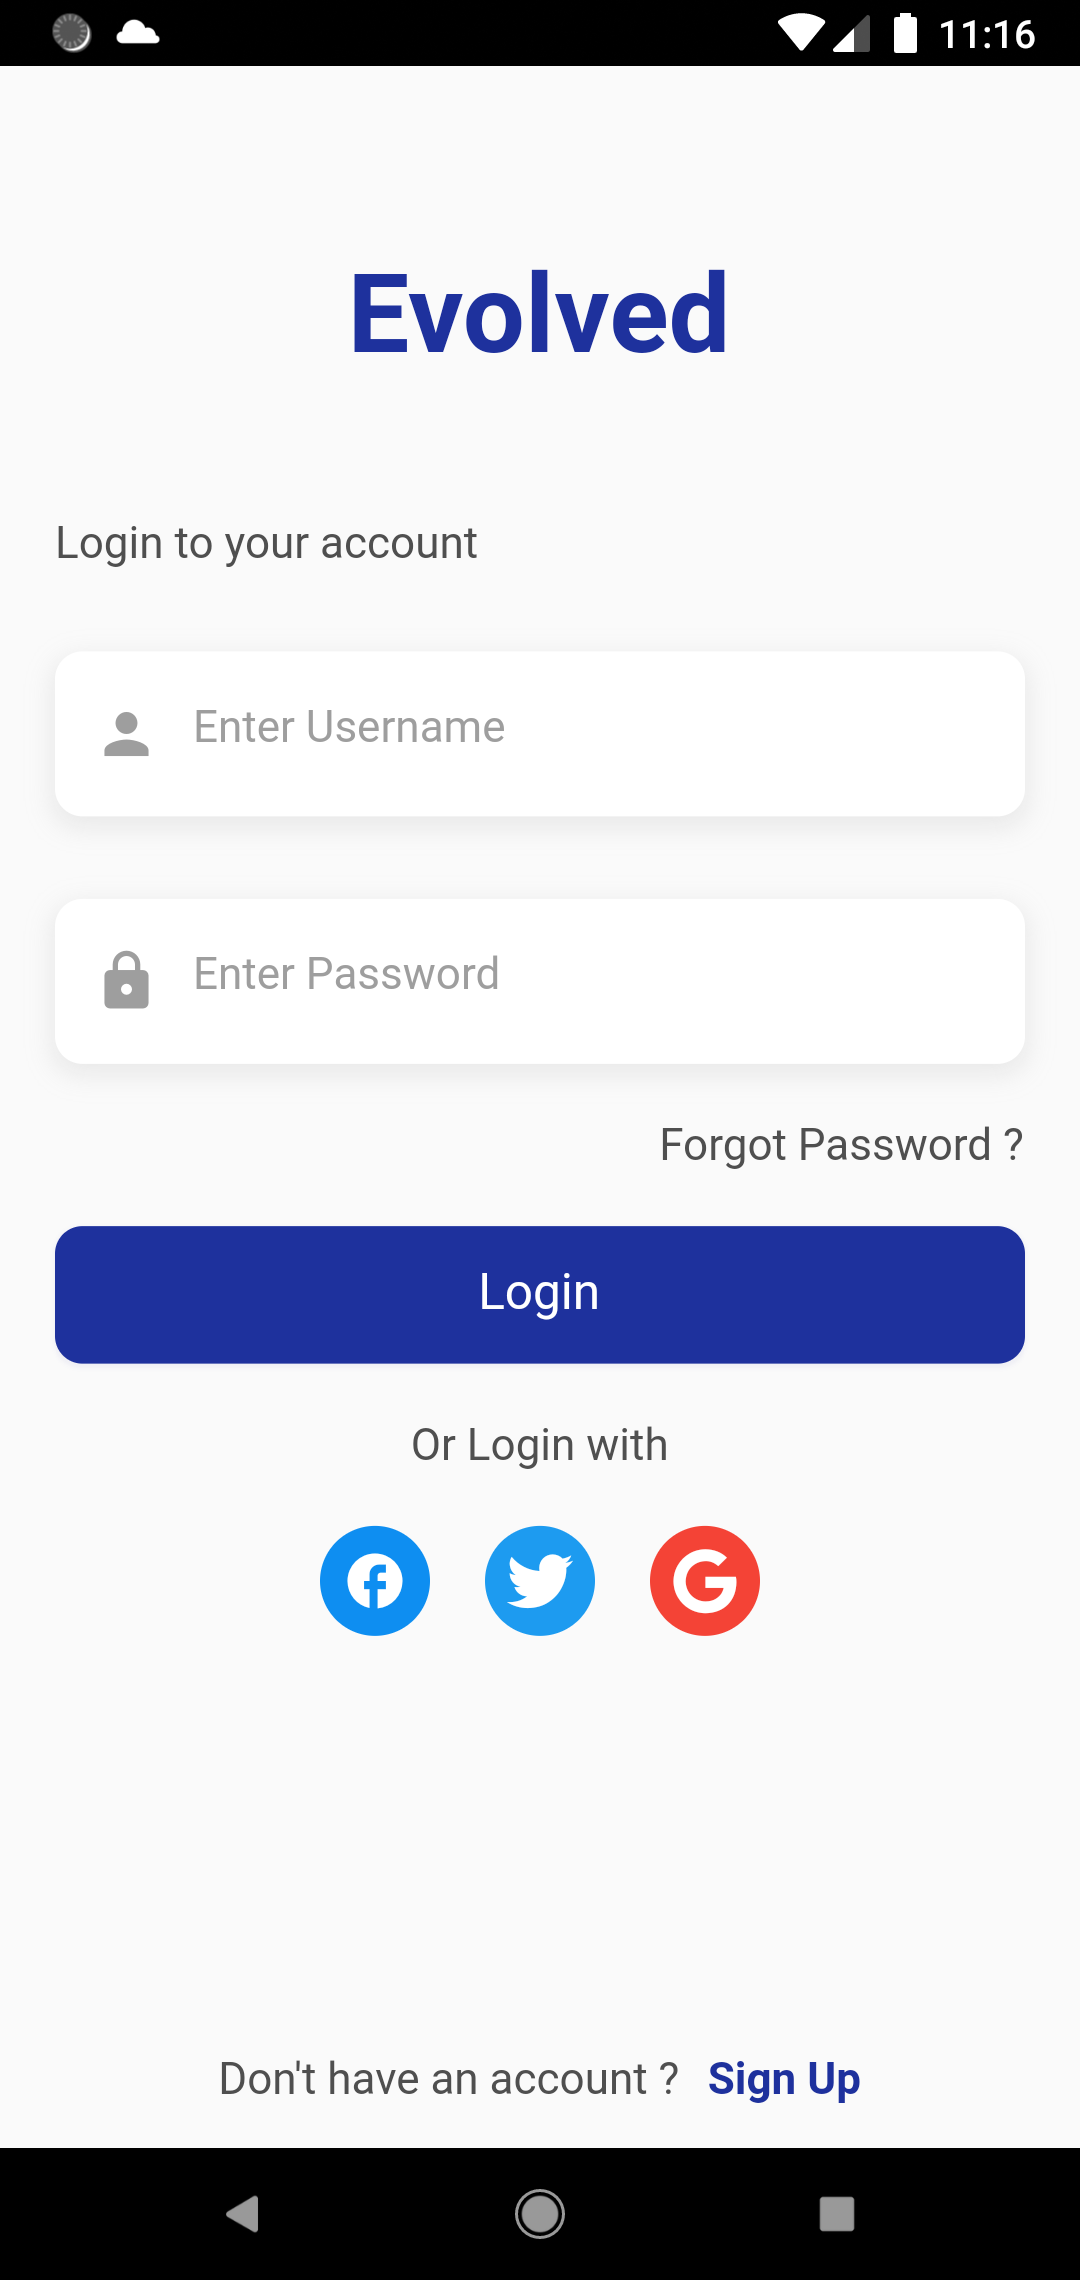 11:16
Evolved
Login to your account
Enter Username
Enter Password
Forgot Password ?
Login
Or Login with
Don't have an account ? Sign Up